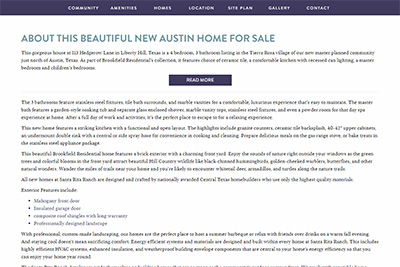 COMMUNITY AMENITIES HOMES LOCATION SITE PLAN GALLERY CONTACT
ABOUT THIS BEAUTIFUL NEW AUSTIN HOME FOR SALE
This gorgeous house at 113 Hedgerow Lane in Liberty Hill, Texas is a 4 bedroom, 3 bathroom listing in the Tierra Rosa village of our new master planned community
just north of Austin, Texas. As part of Brookfield Residential's collection, it features choice of ceramic tile, a comfortable kitchen with recessed can lighting, a master
bedroom and children's bedrooms.
READ MORE
The 3 bathrooms feature stainless steel fixtures, tile bath surrounds, and marble vanities for a comfortable, luxurious experience that's easy to maintain. The master
bath features a garden-style soaking tub and separate glass enclosed shower, marble vanity tops, stainless steel fixtures, and even a powder room for that day spa
experience at home. After a full day of work and activities, it's the perfect place to escape to for a relaxing experience.
This new home features a striking kitchen with a functional and open layout. The highlights include granite counters, ceramic tile backsplash, 40-42" upper cabinets,
an undermount double sink with a central or side spray hose for convenience in cooking and cleaning. Prepare delicious meals on the gas range stove, or bake treats in
the stainless steel appliance package.
This beautiful Brookfield Residential home features a brick exterior with a charming front yard. Enjoy the sounds of nature right outside your windows as the green
trees and colorful blooms in the front yard attract beautiful Hill Country wildlife like black chinned hummingbirds, golden-cheeked warblers, butterflies, and other
natural wonders. Wander the miles of trails near your home and you're likely to encounter whitetail deer, armadillos, and turtles along the nature trails
All new homes at Santa Rita Ranch are designed and crafted by nationally awarded Central Texas homebuilders who use only the highest quality materials.
Exterior Features include:
Mahogany front door
Insulated garage door
composite roof shingles with long warranty
Professionally designed landscape
With professional, custom made landscaping, our homes are the perfect place to have a summer barbeque or relax with friends over drinks on a warm fall evening.
And staying cool doesn't mean sacrificing comfort. Energy efficient systems and materials are designed and built within every home at Santa Rita Ranch. This includes
highly efficient HVAC systems, enhanced insulation, and weatherproof building envelope components that are central to your home's energy efficiency so that you
can enjoy your home year round.